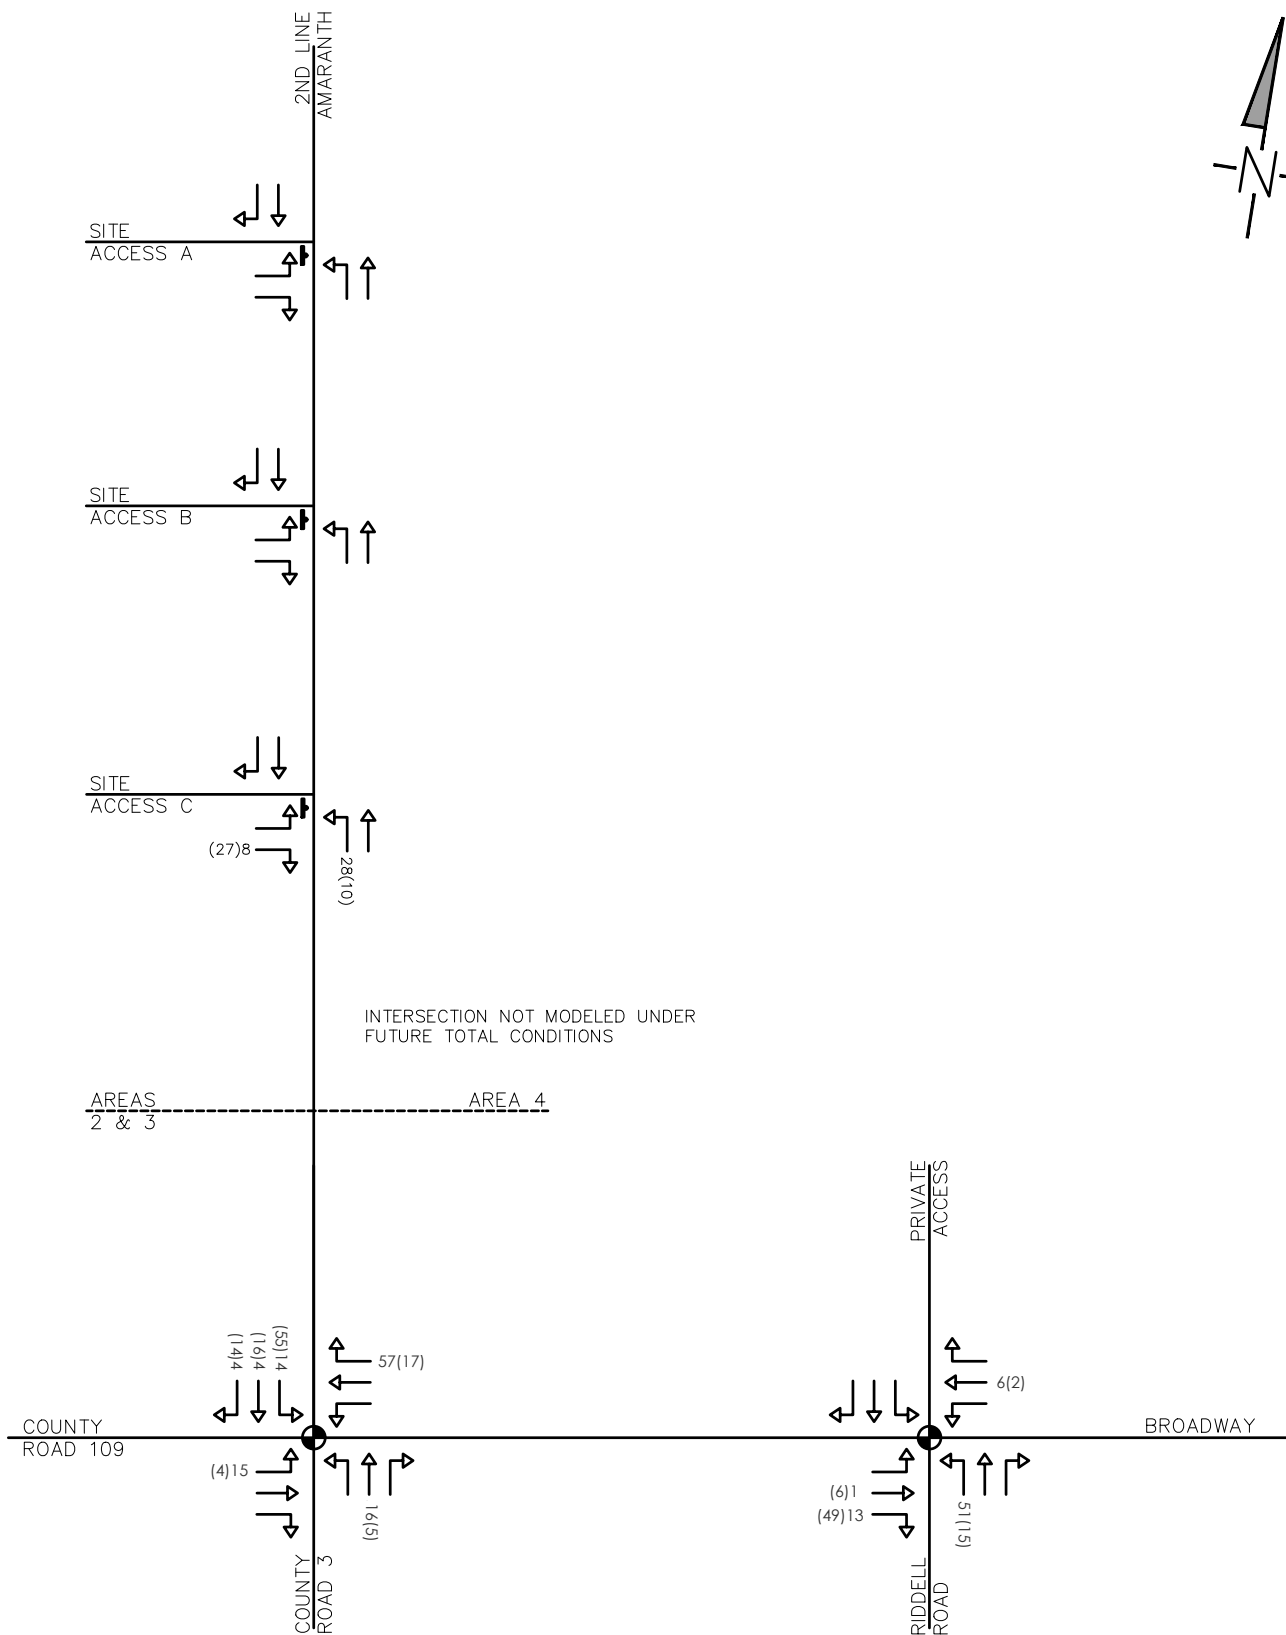 2ND LINE
AMARANTH
N
SITE
ACCESS A
SITE
ACCESS B
SITE
ACCESS C
(27)8
28(10)
INTERSECTION NOT MODELED UNDER
FUTURE TOTAL CONDITIONS
AREAS
2 & 3
AREA 4
PRIVATE
ACCESS
(14)4
(16)4
(55)14
57(17)
6(2)
COUNTY
ROAD 109
BROADWAY
(4)15
16(5)
(6)1
(49)13
51(15)
COUNTY
ROAD 3
RIDDELL
ROAD